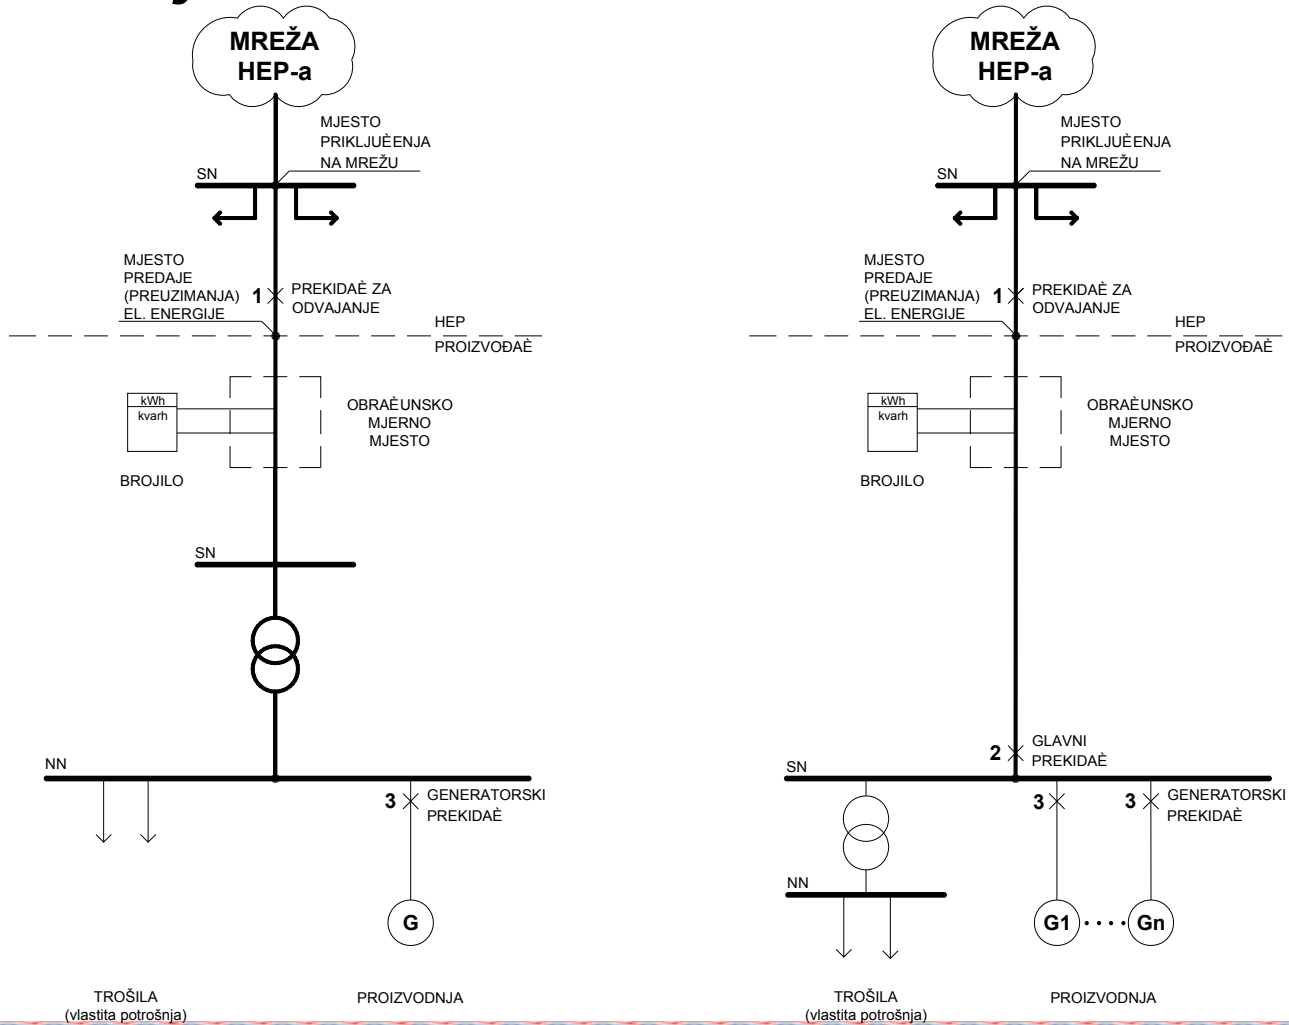 MREŽA
HEP-a
MJESTO
PRIKLJUÈENJA
NA MREŽU
SN
MJESTO
PREDAJE
(PREUZIMANJA)
EL. ENERGIJE
1
PREKIDAÈ ZA
ODVAJANJE
HEP
PROIZVOĐAÈ
kWh
kvarh
BROJILO
OBRAÈUNSKO
MJERNO
MJESTO
SN
NN
3
GENERATORSKI
PREKIDAÈ
G
TROŠILA
(vlastita potrošnja)
PROIZVODNJA
MREŽA
HEP-a
MJESTO
PRIKLJUÈENJA
NA MREŽU
SN
MJESTO
PREDAJE
(PREUZIMANJA)
EL. ENERGIJE
1
PREKIDAÈ ZA
ODVAJANJE
HEP
PROIZVOĐAÈ
kWh
kvarh
BROJILO
OBRAÈUNSKO
MJERNO
MJESTO
2
GLAVNI
PREKIDAÈ
SN
3
3
GENERATORSKI
PREKIDAÈ
NN
G1
Gn
TROŠILA
(vlastita potrošnja)
PROIZVODNJA